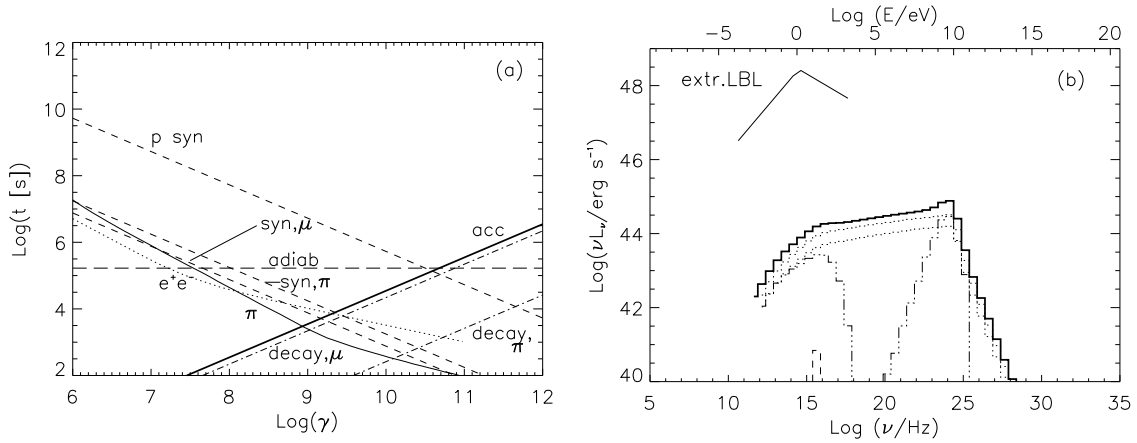 (a)
12
10
8
6
4
2
Log(t [s])
p syn
syn,μ
adiab
acc
e⁺e⁻
syn,π
π
decay,μ
decay,
π
6 7 8 9 10 11 12
Log(γ)
Log (E/eV)
−5 0 5 10 15 20
(b)
extr.LBL
48
46
44
42
40
Log(νLν/erg s⁻¹)
5 10 15 20 25 30 35
Log (ν/Hz)